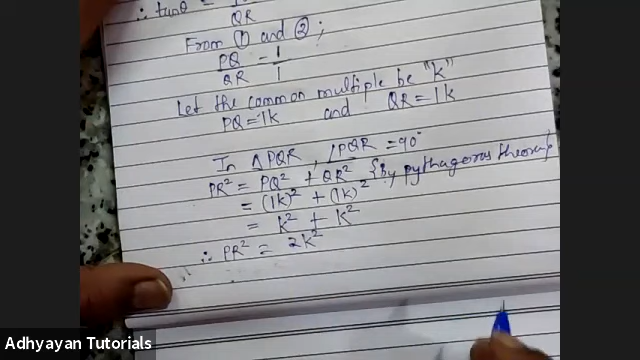 ∴ tanθ =
QR
From ① and ② ;
PQ/QR = 1/1
Let the common multiple be "k"
PQ = 1k and QR = 1k
In △PQR, ∠PQR = 90°
PR² = PQ² + QR² {By pythagoras theorem}
= (1k)² + (1k)²
= k² + k²
∴ PR² = 2k²
Adhyayan Tutorials